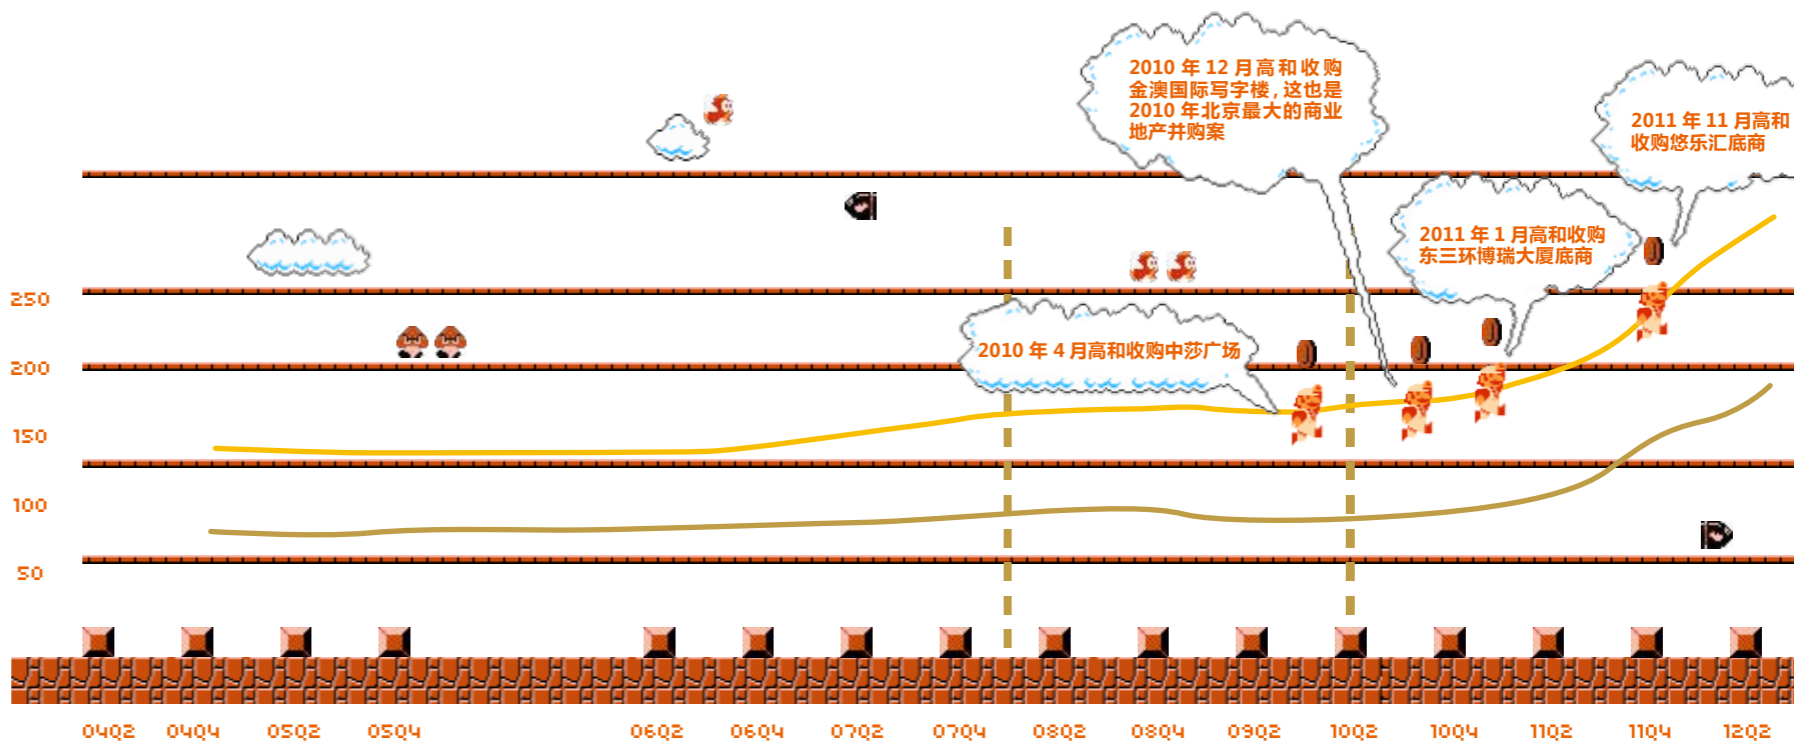 2010 年 12 月高和收购
金澳国际写字楼，这也是
2010 年北京最大的商业
地产并购案
2011 年 11 月高和
收购悠乐汇底商
2011 年 1 月高和收购
东三环博瑞大厦底商
2010 年 4 月高和收购中莎广场
250
200
150
100
50
04Q2 04Q4 05Q2 05Q4 06Q2 06Q4 07Q2 07Q4 08Q2 08Q4 09Q2 10Q2 10Q4 11Q2 11Q4 12Q2